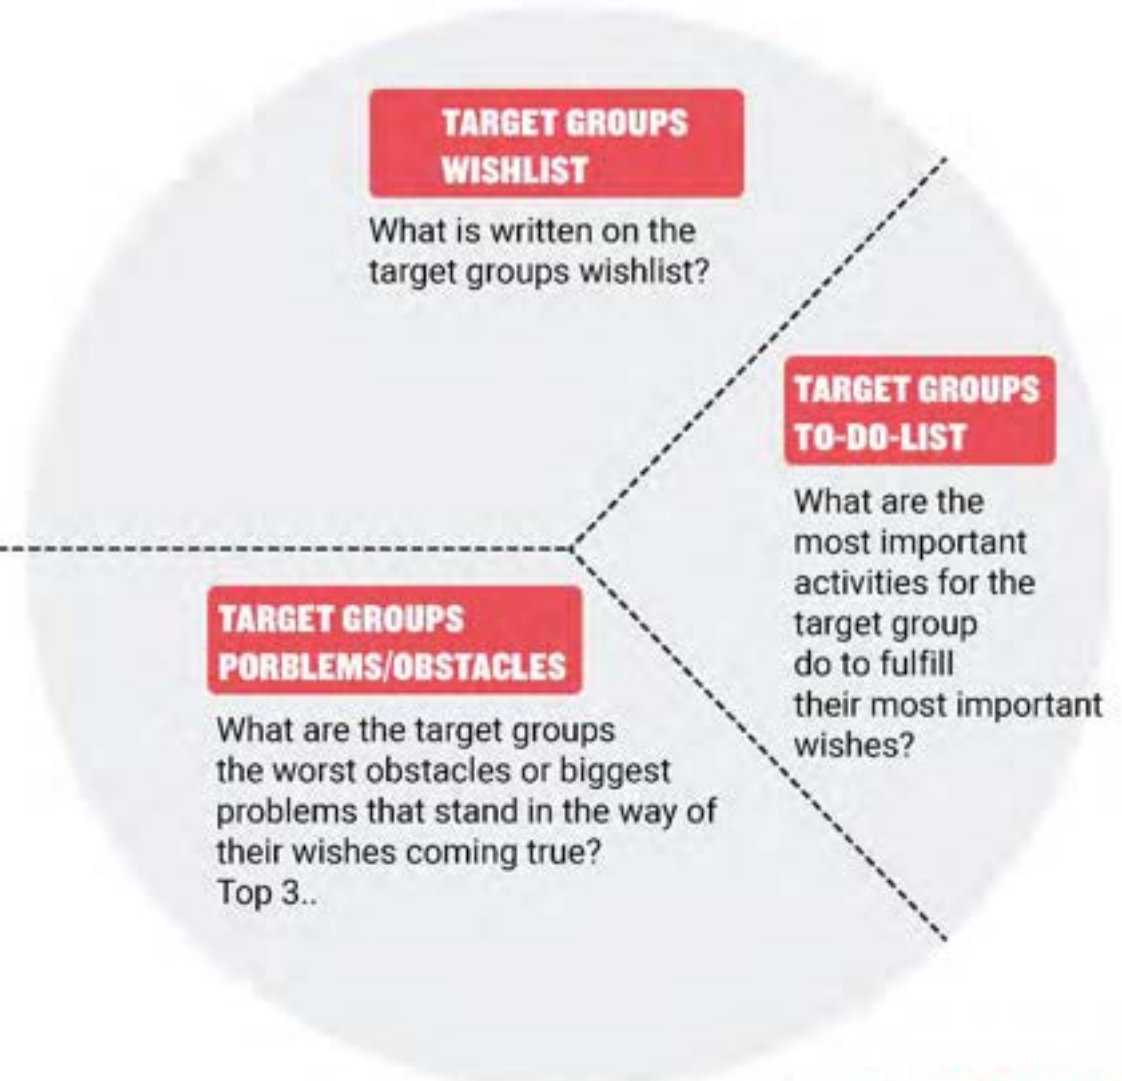 TARGET GROUPS
WISHLIST
What is written on the
target groups wishlist?
TARGET GROUPS
TO-DO-LIST
What are the
most important
activities for the
target group
do to fulfill
their most important
wishes?
TARGET GROUPS
PORBLEMS/OBSTACLES
What are the target groups
the worst obstacles or biggest
problems that stand in the way of
their wishes coming true?
Top 3..